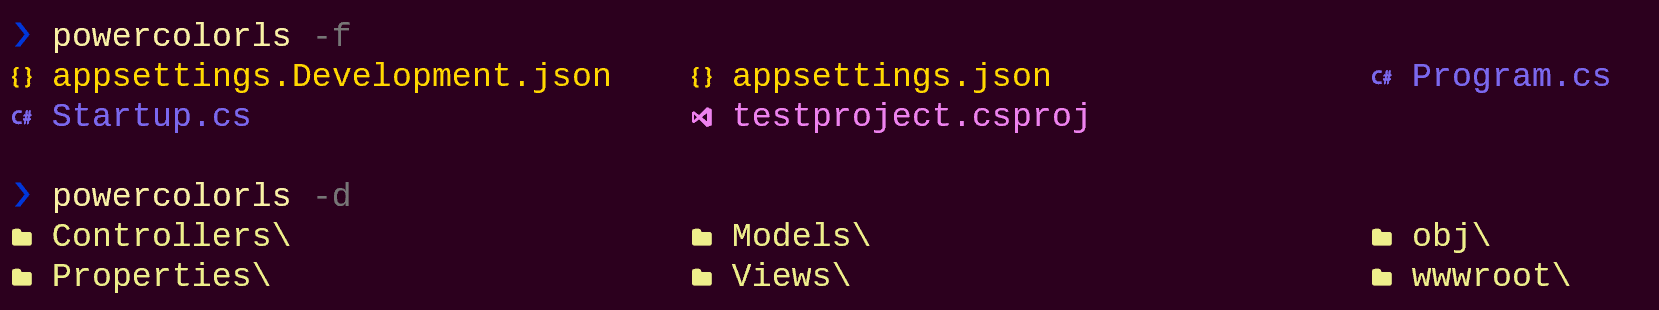 ❯ powercolorls -f
{} appsettings.Development.json {} appsettings.json C# Program.cs
C# Startup.cs testproject.csproj
❯ powercolorls -d
Controllers\ Models\ obj\
Properties\ Views\ wwwroot\